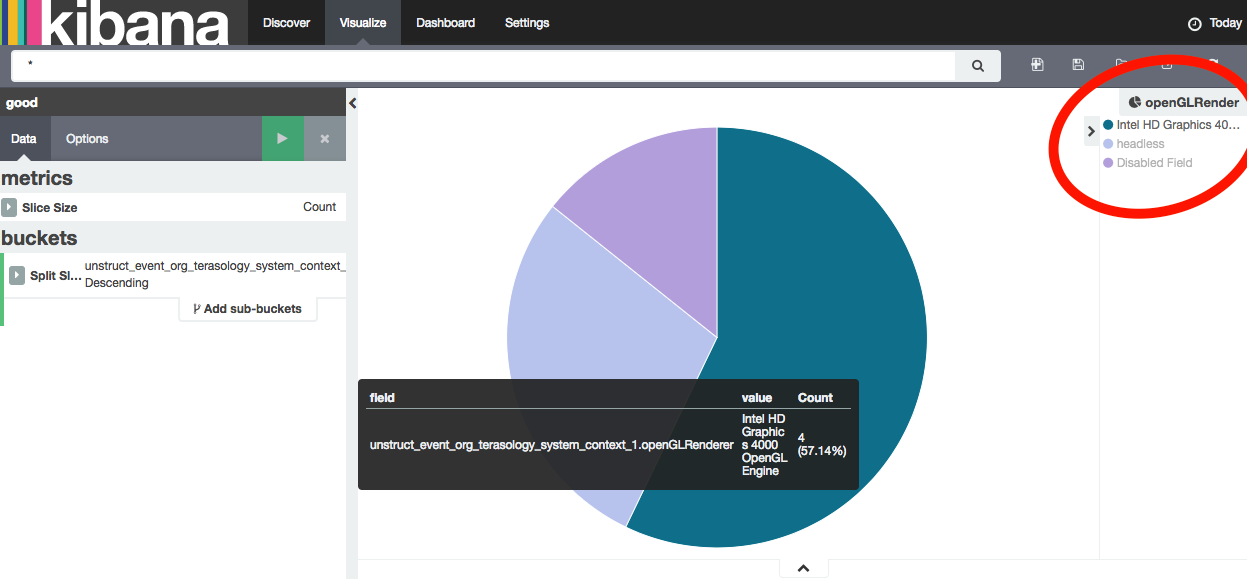 kibana
Discover
Visualize
Dashboard
Settings
Today
*
good
Data
Options
metrics
Slice Size
Count
buckets
Split Sl...
unstruct_event_org_terasology_system_context_
Descending
Add sub-buckets
openGLRender
Intel HD Graphics 40...
headless
Disabled Field
field value Count
unstruct_event_org_terasology_system_context_1.openGLRenderer
Intel HD
Graphic
s 4000
OpenGL
Engine
4
(57.14%)